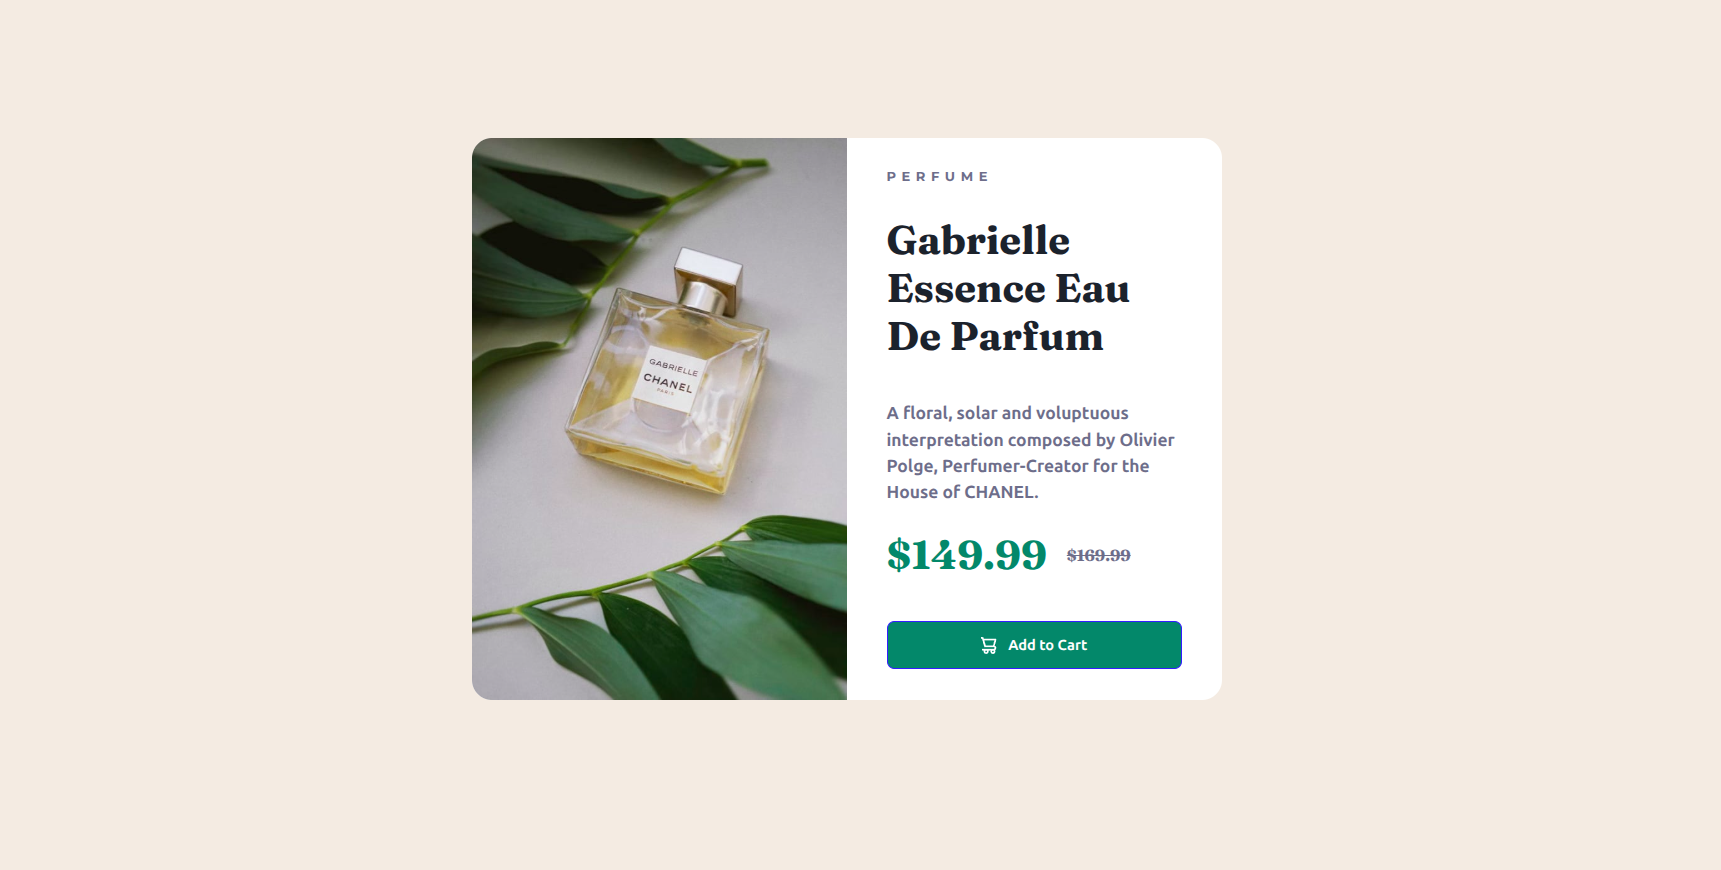 GABRIELLE
CHANEL
PARIS
PERFUME
Gabrielle
Essence Eau
De Parfum
A floral, solar and voluptuous
interpretation composed by Olivier
Polge, Perfumer-Creator for the
House of CHANEL.
$149.99 $169.99
Add to Cart